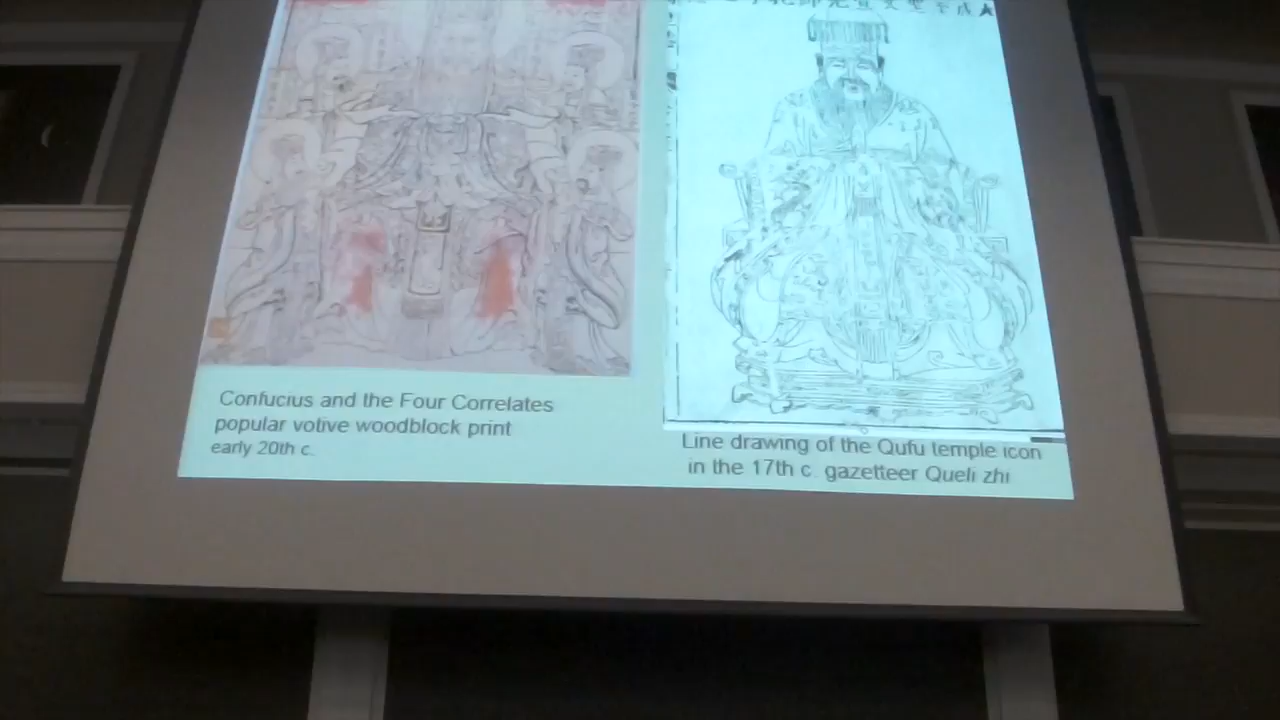 Confucius and the Four Correlates
popular votive woodblock print
early 20th c.
Line drawing of the Qufu temple icon
in the 17th c. gazetteer Queli zhi